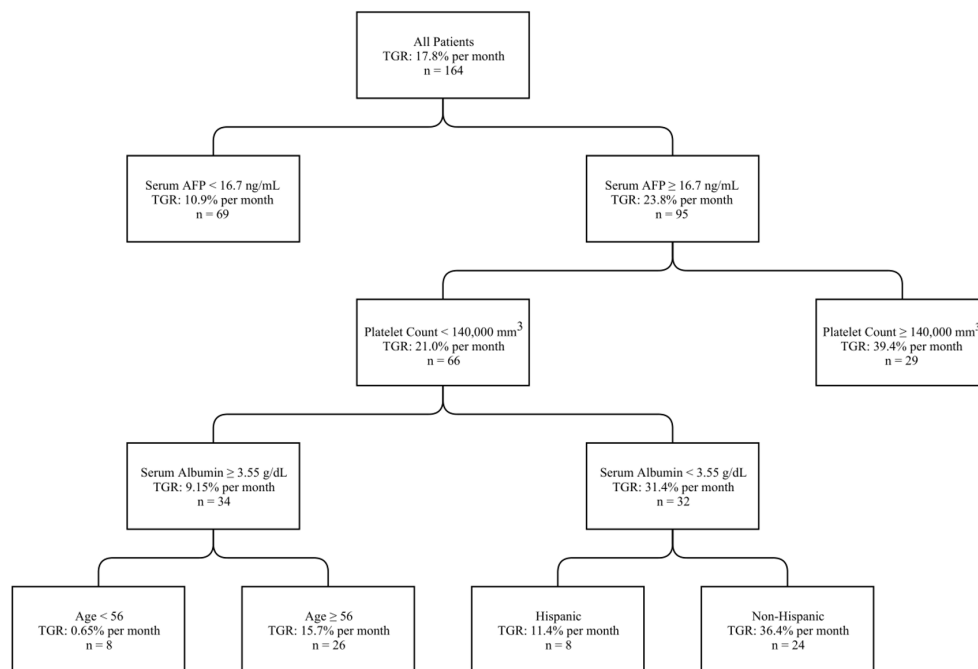 All Patients
TGR: 17.8% per month
n = 164
Serum AFP < 16.7 ng/mL
TGR: 10.9% per month
n = 69
Serum AFP ≥ 16.7 ng/mL
TGR: 23.8% per month
n = 95
Platelet Count < 140,000 mm³
TGR: 21.0% per month
n = 66
Platelet Count ≥ 140,000 mm³
TGR: 39.4% per month
n = 29
Serum Albumin ≥ 3.55 g/dL
TGR: 9.15% per month
n = 34
Serum Albumin < 3.55 g/dL
TGR: 31.4% per month
n = 32
Age < 56
TGR: 0.65% per month
n = 8
Age ≥ 56
TGR: 15.7% per month
n = 26
Hispanic
TGR: 11.4% per month
n = 8
Non-Hispanic
TGR: 36.4% per month
n = 24